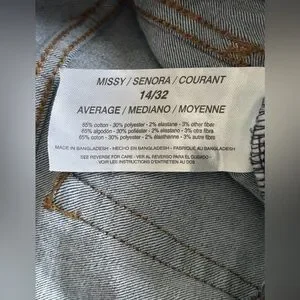 MISSY / SENORA / COURANT
14/32
AVERAGE / MEDIANO / MOYENNE
65% cotton - 30% polyester - 2% elastane - 3% other fiber
65% algodón - 30% poliéster - 2% elastano - 3% otra fibra
65% coton - 30% polyester - 2% élasthanne - 3% autre fibre
MADE IN BANGLADESH - HECHO EN BANGLADESH - FABRIQUÉ AU BANGLADESH
SEE REVERSE FOR CARE - VER AL REVERSO PARA EL CUIDADO -
VOIR LES INSTRUCTIONS D'ENTRETIEN AU DOS